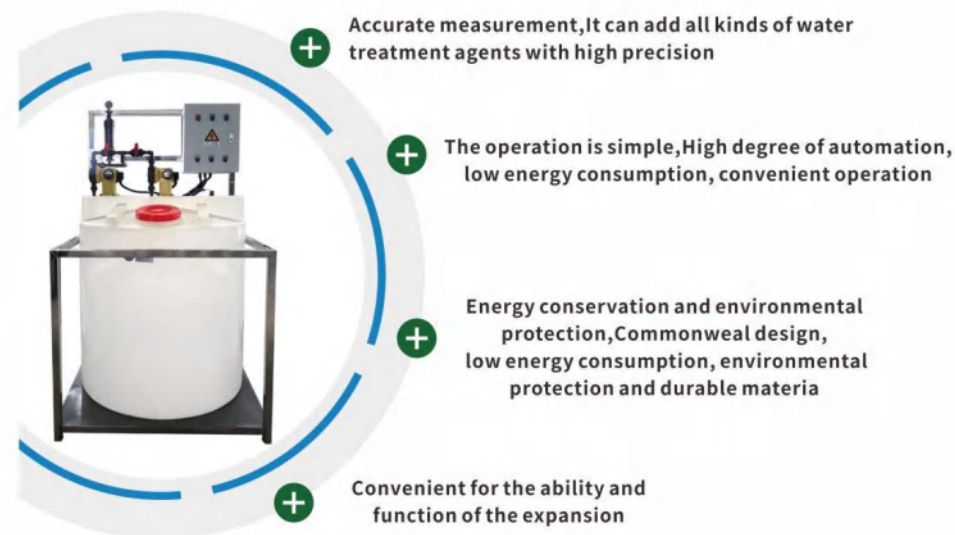 Accurate measurement,It can add all kinds of water
treatment agents with high precision
The operation is simple,High degree of automation,
low energy consumption, convenient operation
Energy conservation and environmental
protection,Commonweal design,
low energy consumption, environmental
protection and durable materia
Convenient for the ability and
function of the expansion